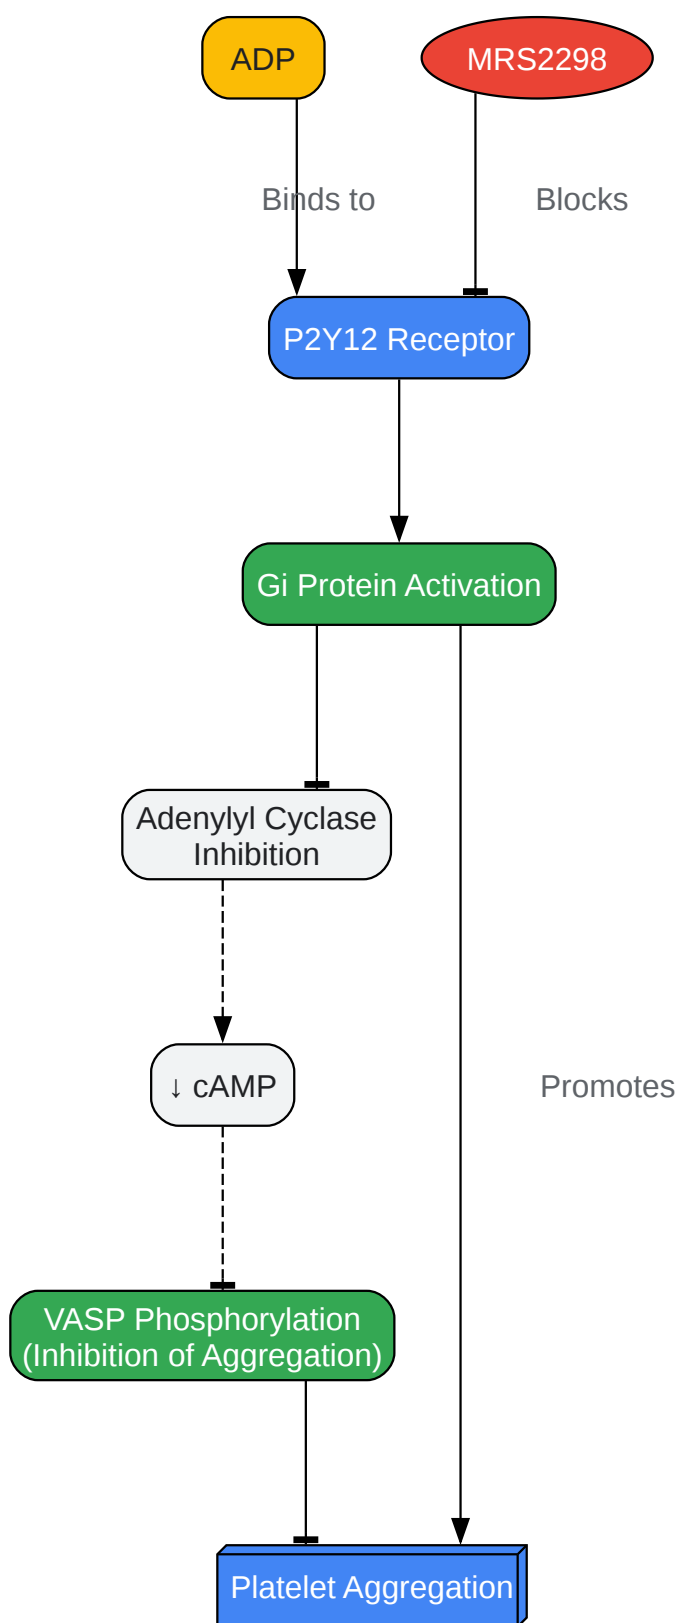 ADP
MRS2298
Binds to
Blocks
P2Y12 Receptor
Gi Protein Activation
Adenylyl Cyclase
Inhibition
↓ cAMP
Promotes
VASP Phosphorylation
(Inhibition of Aggregation)
Platelet Aggregation